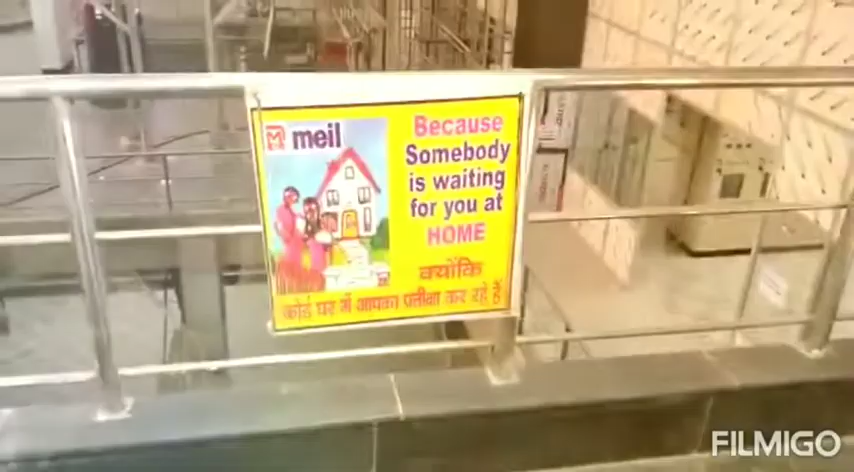 meil
Because
Somebody
is waiting
for you at
HOME
क्योंकि
कोई घर में आपका प्रतीक्षा कर रहे हैं
FILMIGO